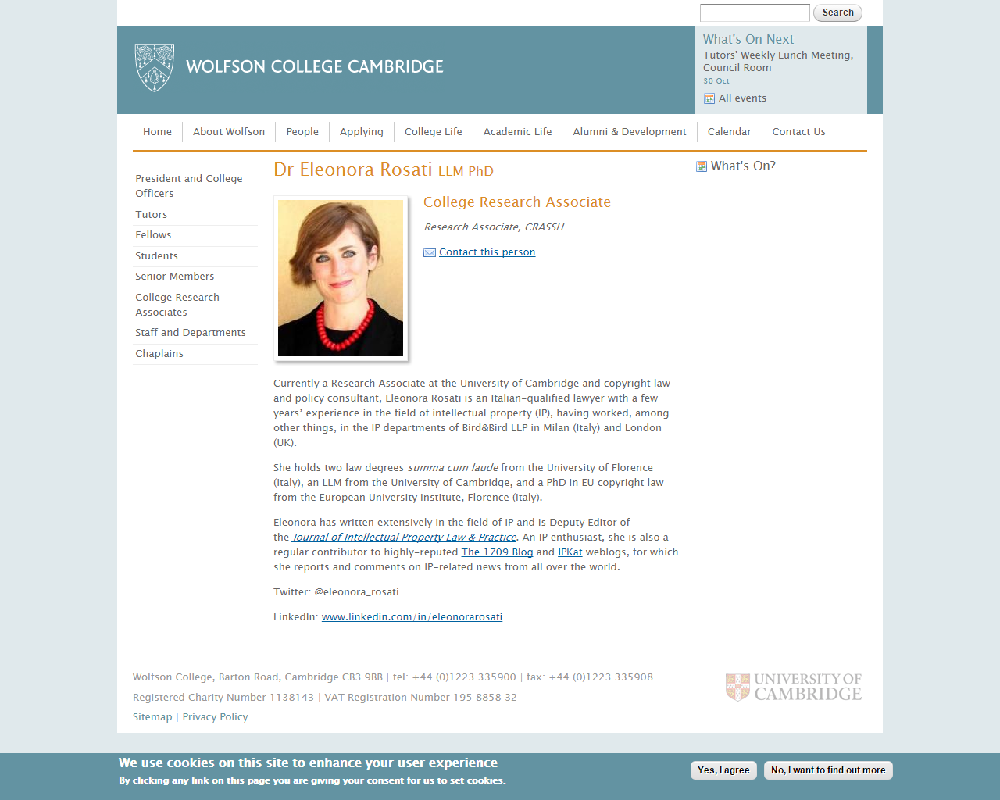 Search
WOLFSON COLLEGE CAMBRIDGE
What's On Next
Tutors' Weekly Lunch Meeting,
Council Room
30 Oct
All events
Home
About Wolfson
People
Applying
College Life
Academic Life
Alumni & Development
Calendar
Contact Us
President and College
Officers
Tutors
Fellows
Students
Senior Members
College Research
Associates
Staff and Departments
Chaplains
Dr Eleonora Rosati LLM PhD
College Research Associate
Research Associate, CRASSH
Contact this person
Currently a Research Associate at the University of Cambridge and copyright law
and policy consultant, Eleonora Rosati is an Italian-qualified lawyer with a few
years’ experience in the field of intellectual property (IP), having worked, among
other things, in the IP departments of Bird&Bird LLP in Milan (Italy) and London
(UK).
She holds two law degrees summa cum laude from the University of Florence
(Italy), an LLM from the University of Cambridge, and a PhD in EU copyright law
from the European University Institute, Florence (Italy).
Eleonora has written extensively in the field of IP and is Deputy Editor of
the Journal of Intellectual Property Law & Practice. An IP enthusiast, she is also a
regular contributor to highly-reputed The 1709 Blog and IPKat weblogs, for which
she reports and comments on IP-related news from all over the world.
Twitter: @eleonora_rosati
LinkedIn: www.linkedin.com/in/eleonorarosati
What's On?
Wolfson College, Barton Road, Cambridge CB3 9BB | tel: +44 (0)1223 335900 | fax: +44 (0)1223 335908
Registered Charity Number 1138143 | VAT Registration Number 195 8858 32
Sitemap | Privacy Policy
UNIVERSITY OF
CAMBRIDGE
We use cookies on this site to enhance your user experience
By clicking any link on this page you are giving your consent for us to set cookies.
Yes, I agree
No, I want to find out more